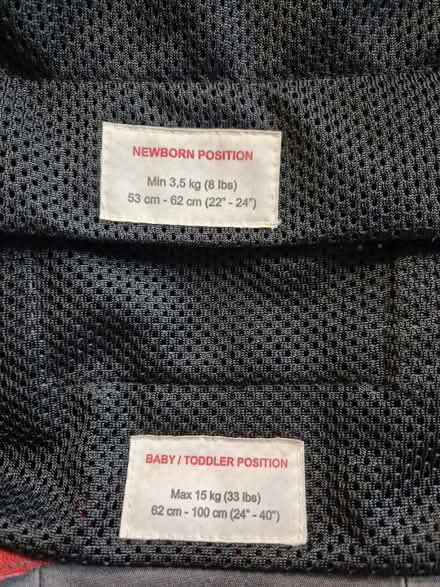 NEWBORN POSITION
Min 3,5 kg (8 lbs)
53 cm - 62 cm (22" - 24")
BABY / TODDLER POSITION
Max 15 kg (33 lbs)
62 cm - 100 cm (24" - 40")